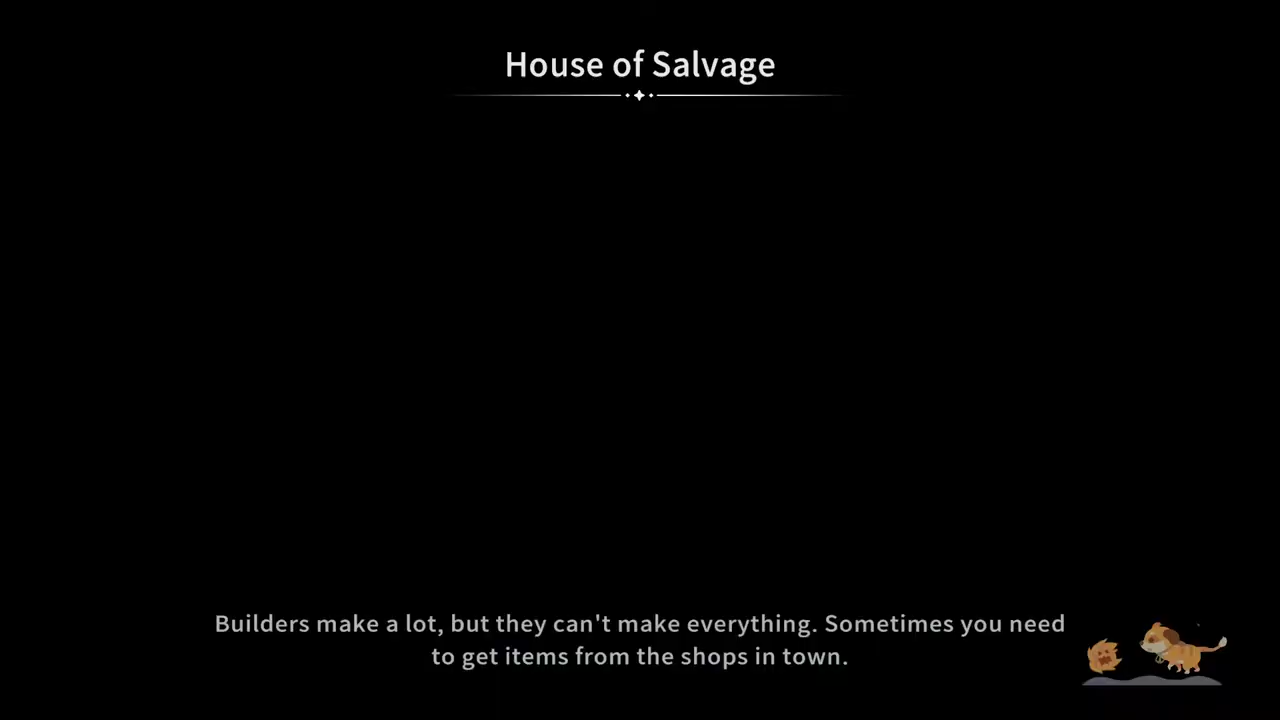 House of Salvage
Builders make a lot, but they can't make everything. Sometimes you need
to get items from the shops in town.